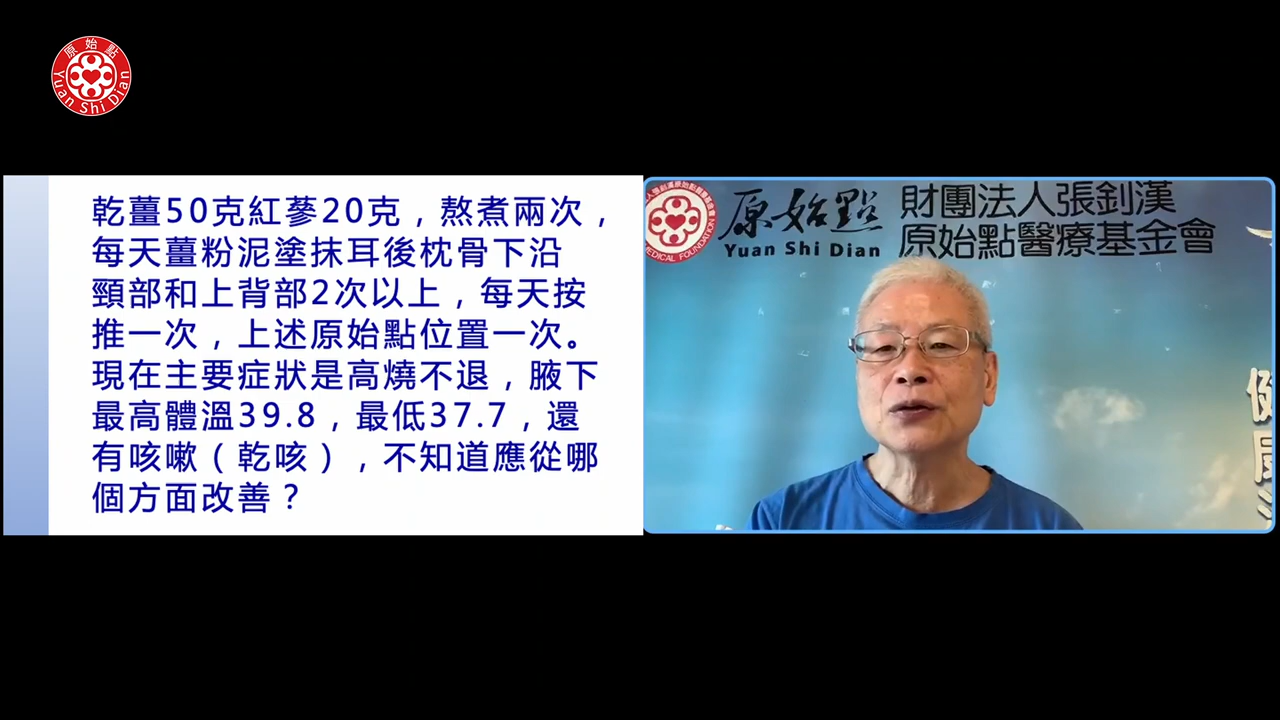 原始點
Yuan Shi Dian
乾薑50克紅蔘20克，熬煮兩次，
每天薑粉泥塗抹耳後枕骨下沿
頸部和上背部2次以上，每天按
推一次，上述原始點位置一次。
現在主要症狀是高燒不退，腋下
最高體溫39.8，最低37.7，還
有咳嗽（乾咳），不知道應從哪
個方面改善？
原始點
Yuan Shi Dian
財團法人張釗漢
原始點醫療基金會